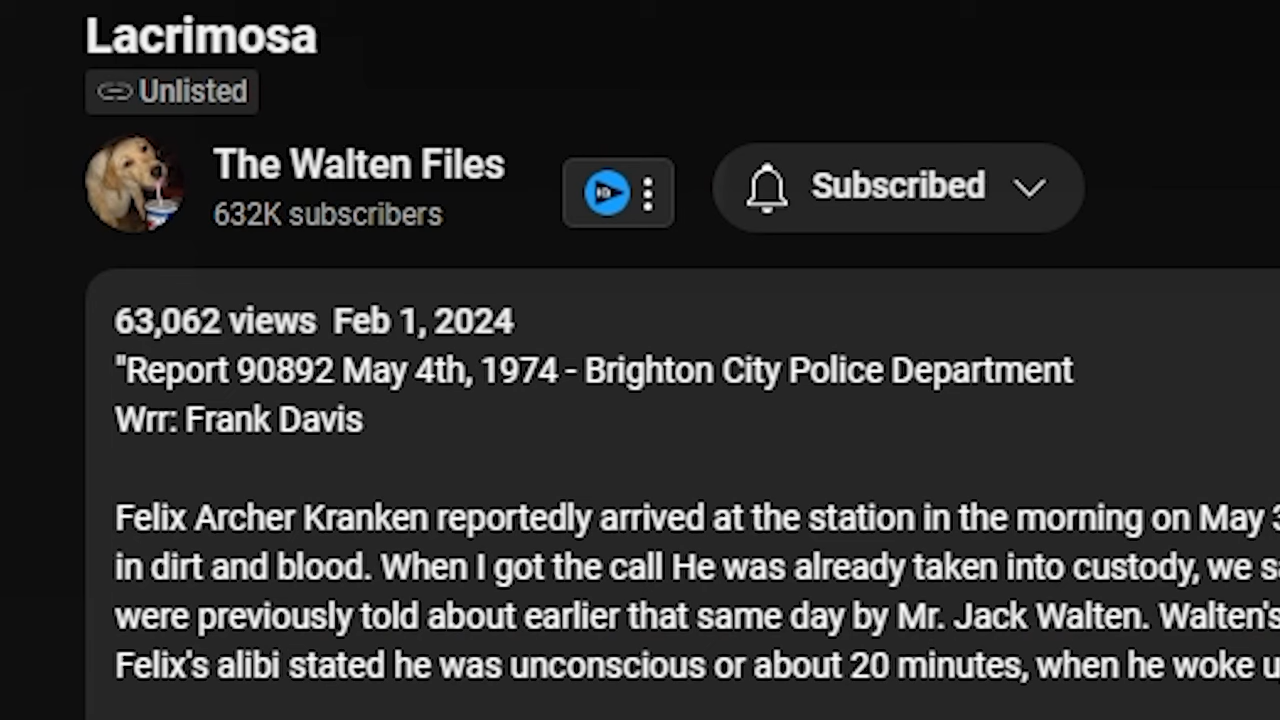 Lacrimosa
Unlisted
The Walten Files
632K subscribers
Subscribed
63,062 views Feb 1, 2024
"Report 90892 May 4th, 1974 - Brighton City Police Department
Wrr: Frank Davis
Felix Archer Kranken reportedly arrived at the station in the morning on May 3
in dirt and blood. When I got the call He was already taken into custody, we sa
were previously told about earlier that same day by Mr. Jack Walten. Walten's
Felix's alibi stated he was unconscious or about 20 minutes, when he woke u